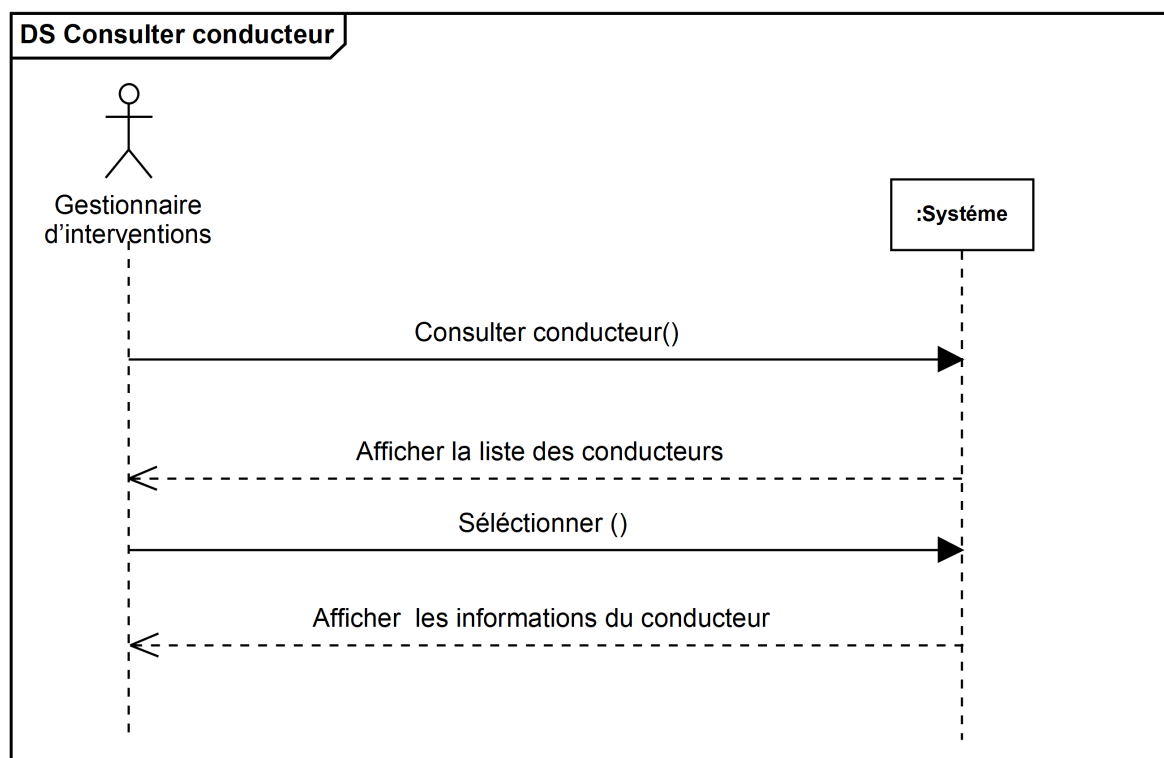 DS Consulter conducteur
Gestionnaire
d’interventions
:Systéme
Consulter conducteur()
Afficher la liste des conducteurs
Séléctionner ()
Afficher  les informations du conducteur